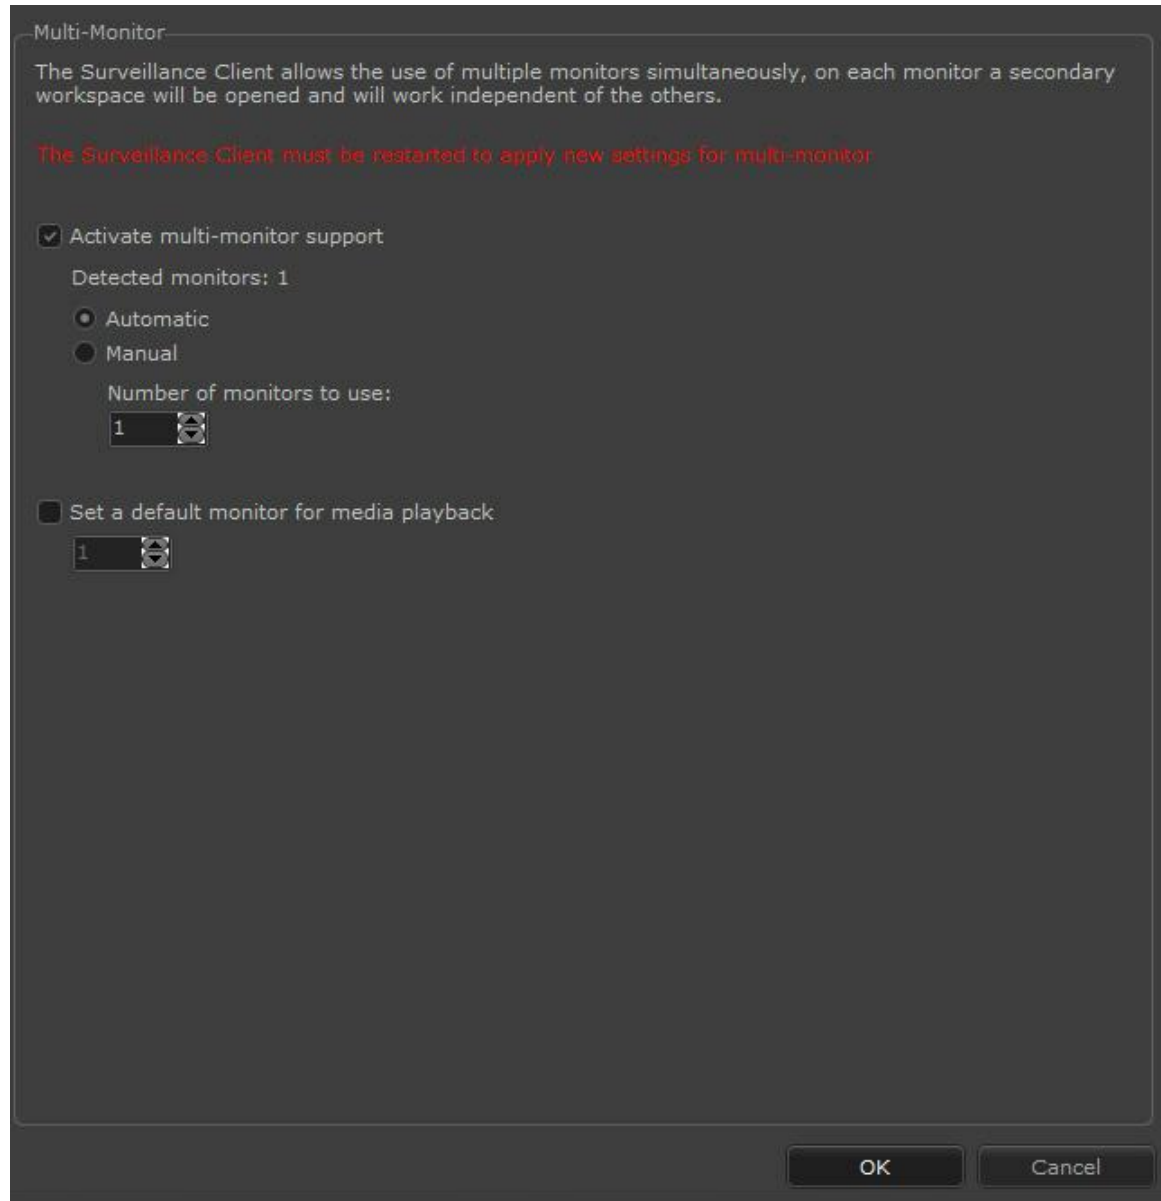 Multi-Monitor
The Surveillance Client allows the use of multiple monitors simultaneously, on each monitor a secondary
workspace will be opened and will work independent of the others.
The Surveillance Client must be restarted to apply new settings for multi-monitor
Activate multi-monitor support
Detected monitors: 1
Automatic
Manual
Number of monitors to use:
1
Set a default monitor for media playback
1
OK Cancel